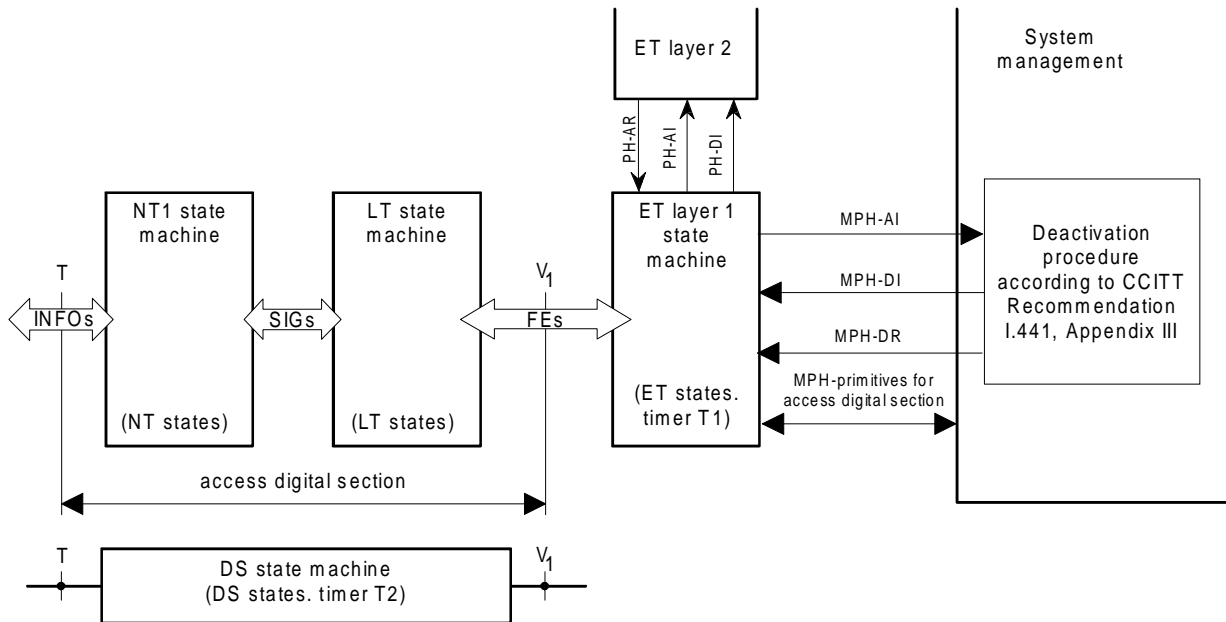 ET layer 2
System
management
PH-AR
PH-AI
PH-DI
NT1 state
machine
LT state
machine
ET layer 1
state
machine
MPH-AI
Deactivation
procedure
according to CCITT
Recommendation
I.441, Appendix III
T
V1
MPH-DI
INFOs
SIGs
FEs
MPH-DR
MPH-primitives for
access digital section
(NT states)
(LT states)
(ET states.
timer T1)
access digital section
T
V1
DS state machine
(DS states. timer T2)